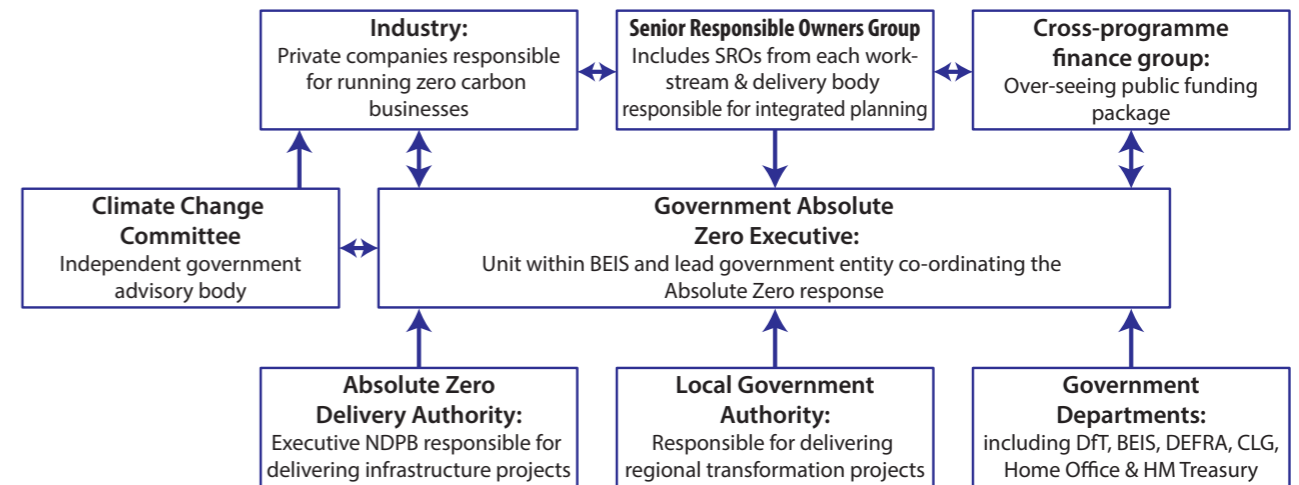 Industry:
Private companies responsible
for running zero carbon
businesses
Senior Responsible Owners Group
Includes SROs from each work-
stream & delivery body
responsible for integrated planning
Cross-programme
finance group:
Over-seeing public funding
package
Climate Change
Committee
Independent government
advisory body
Government Absolute
Zero Executive:
Unit within BEIS and lead government entity co-ordinating the
Absolute Zero response
Absolute Zero
Delivery Authority:
Executive NDPB responsible for
delivering infrastructure projects
Local Government
Authority:
Responsible for delivering
regional transformation projects
Government
Departments:
including DfT, BEIS, DEFRA, CLG,
Home Office & HM Treasury